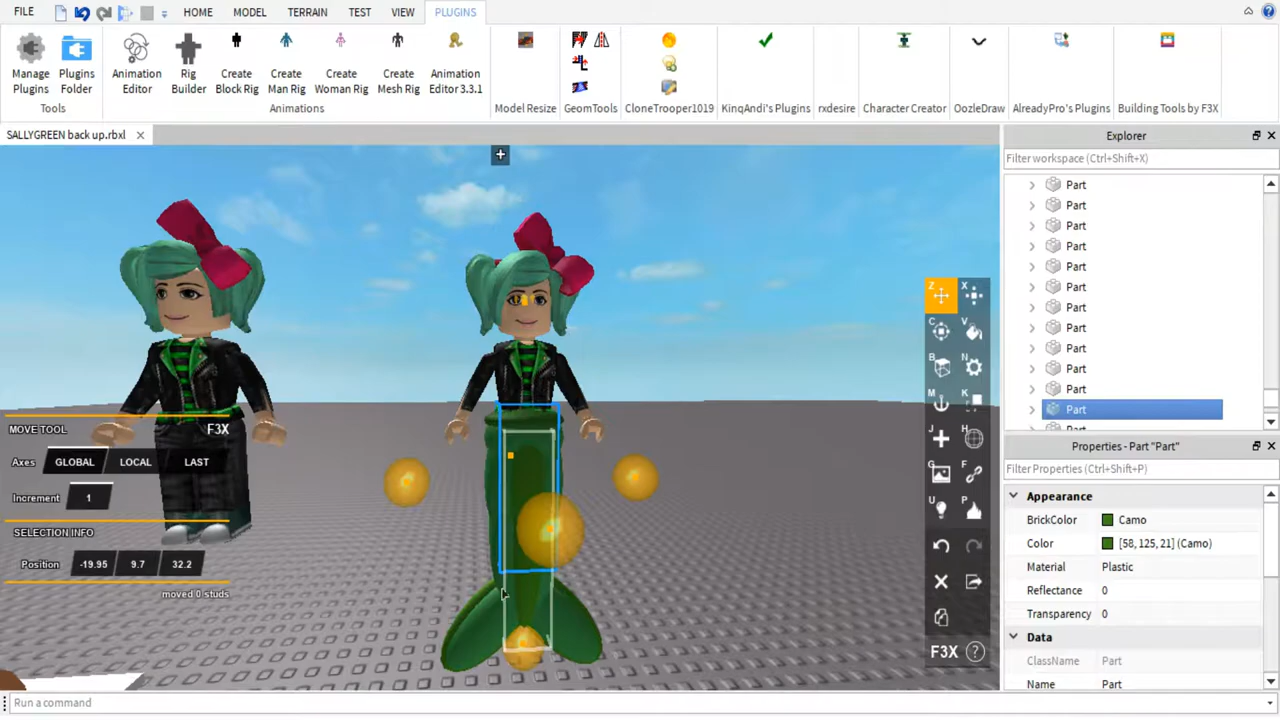 FILE HOME MODEL TERRAIN TEST VIEW PLUGINS
Manage Plugins Animation Rig Create Create Create Create Animation
Plugins Folder Editor Builder Block Rig Man Rig Woman Rig Mesh Rig Editor 3.3.1
Tools Animations Model Resize GeomTools CloneTrooper1019 KinqAndi's Plugins rxdesire Character Creator OozleDraw AlreadyPro's Plugins Building Tools by F3X
SALLYGREEN back up.rbxl
Explorer
Filter workspace (Ctrl+Shift+X)
Part
Part
Part
Part
Part
Part
Part
Part
Part
Part
Part
Part
Properties - Part "Part"
Filter Properties (Ctrl+Shift+P)
Appearance
BrickColor Camo
Color [58, 125, 21] (Camo)
Material Plastic
Reflectance 0
Transparency 0
Data
ClassName Part
Name Part
MOVE TOOL F3X
Axes GLOBAL LOCAL LAST
Increment 1
SELECTION INFO
Position -19.95 9.7 32.2
moved 0 studs
Z X
C V
B N
M K
J H
G F
U P
F3X ?
Run a command